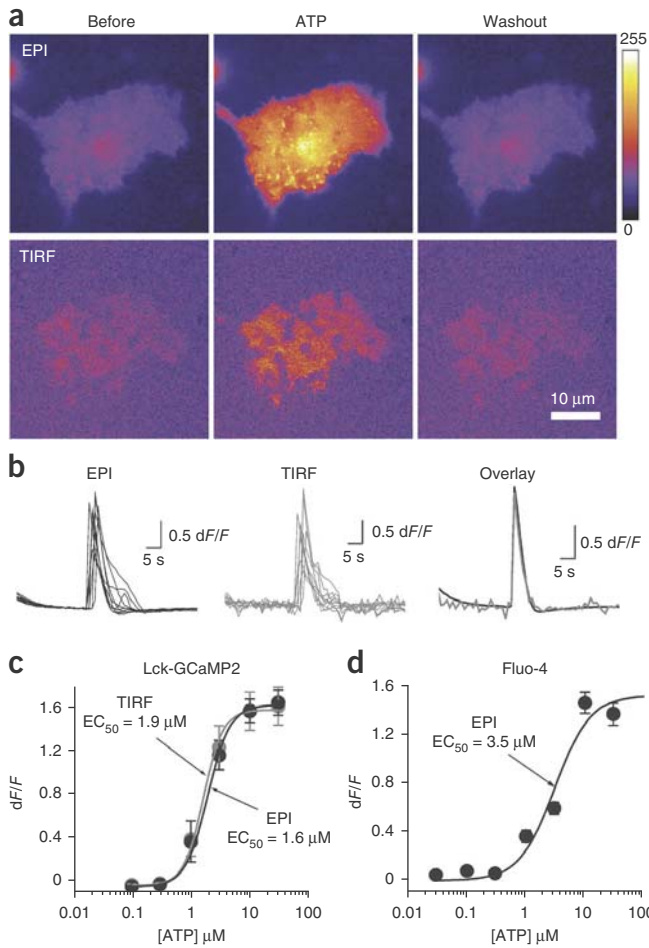 a
Before ATP Washout
EPI
255
0
TIRF
10 μm
b
EPI TIRF Overlay
0.5 dF/F
5 s
0.5 dF/F
5 s
0.5 dF/F
5 s
c
Lck-GCaMP2
1.6
1.2
0.8
0.4
0
dF/F
TIRF
EC50 = 1.9 μM
EPI
EC50 = 1.6 μM
0.01 0.1 1 10 100
[ATP] μM
d
Fluo-4
1.6
1.2
0.8
0.4
0
dF/F
EPI
EC50 = 3.5 μM
0.01 0.1 1 10 100
[ATP] μM